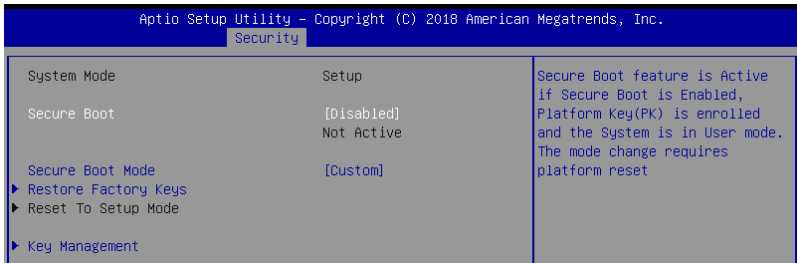 Aptio Setup Utility – Copyright (C) 2018 American Megatrends, Inc.
Security
System Mode Setup
Secure Boot [Disabled]
Not Active
Secure Boot Mode [Custom]
Restore Factory Keys
Reset To Setup Mode
Key Management
Secure Boot feature is Active
if Secure Boot is Enabled,
Platform Key(PK) is enrolled
and the System is in User mode.
The mode change requires
platform reset